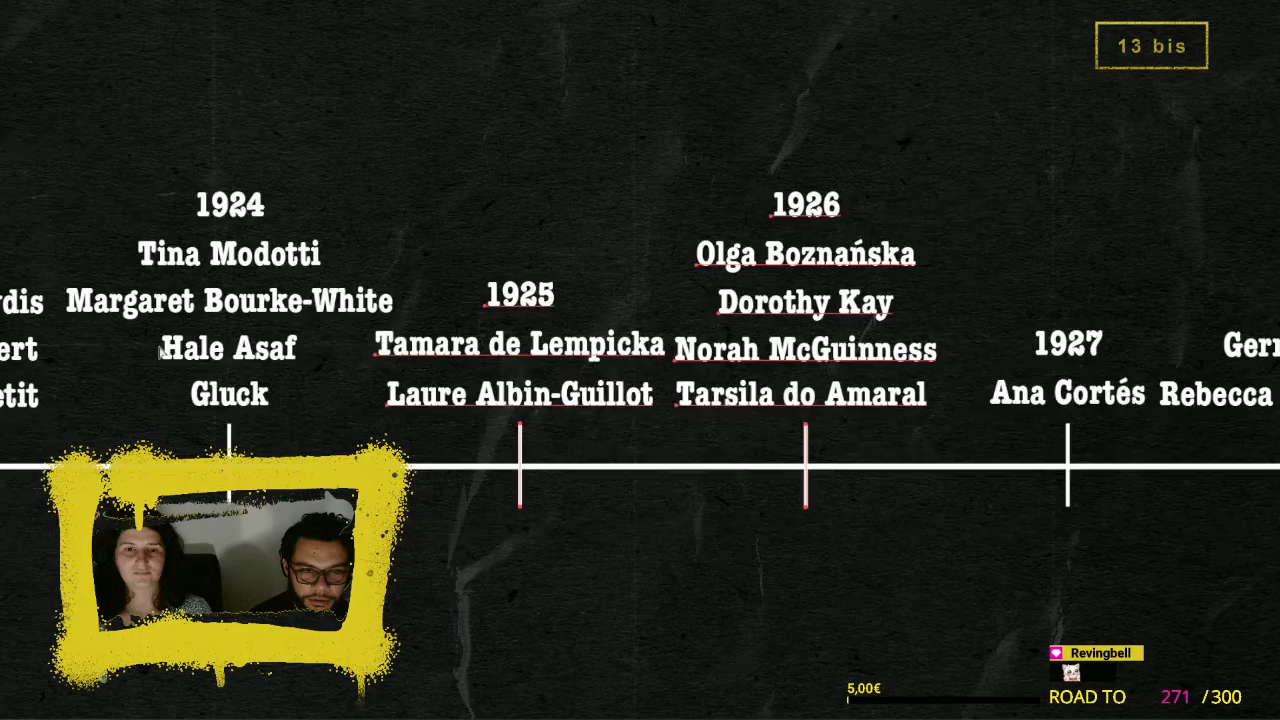 13 bis
1924
Tina Modotti
Margaret Bourke-White
Hale Asaf
Gluck
1925
Tamara de Lempicka
Laure Albin-Guillot
1926
Olga Boznańska
Dorothy Kay
Norah McGuinness
Tarsila do Amaral
1927
Ana Cortés
Rebecca
Revingbell
5,00€
ROAD TO 271 /300